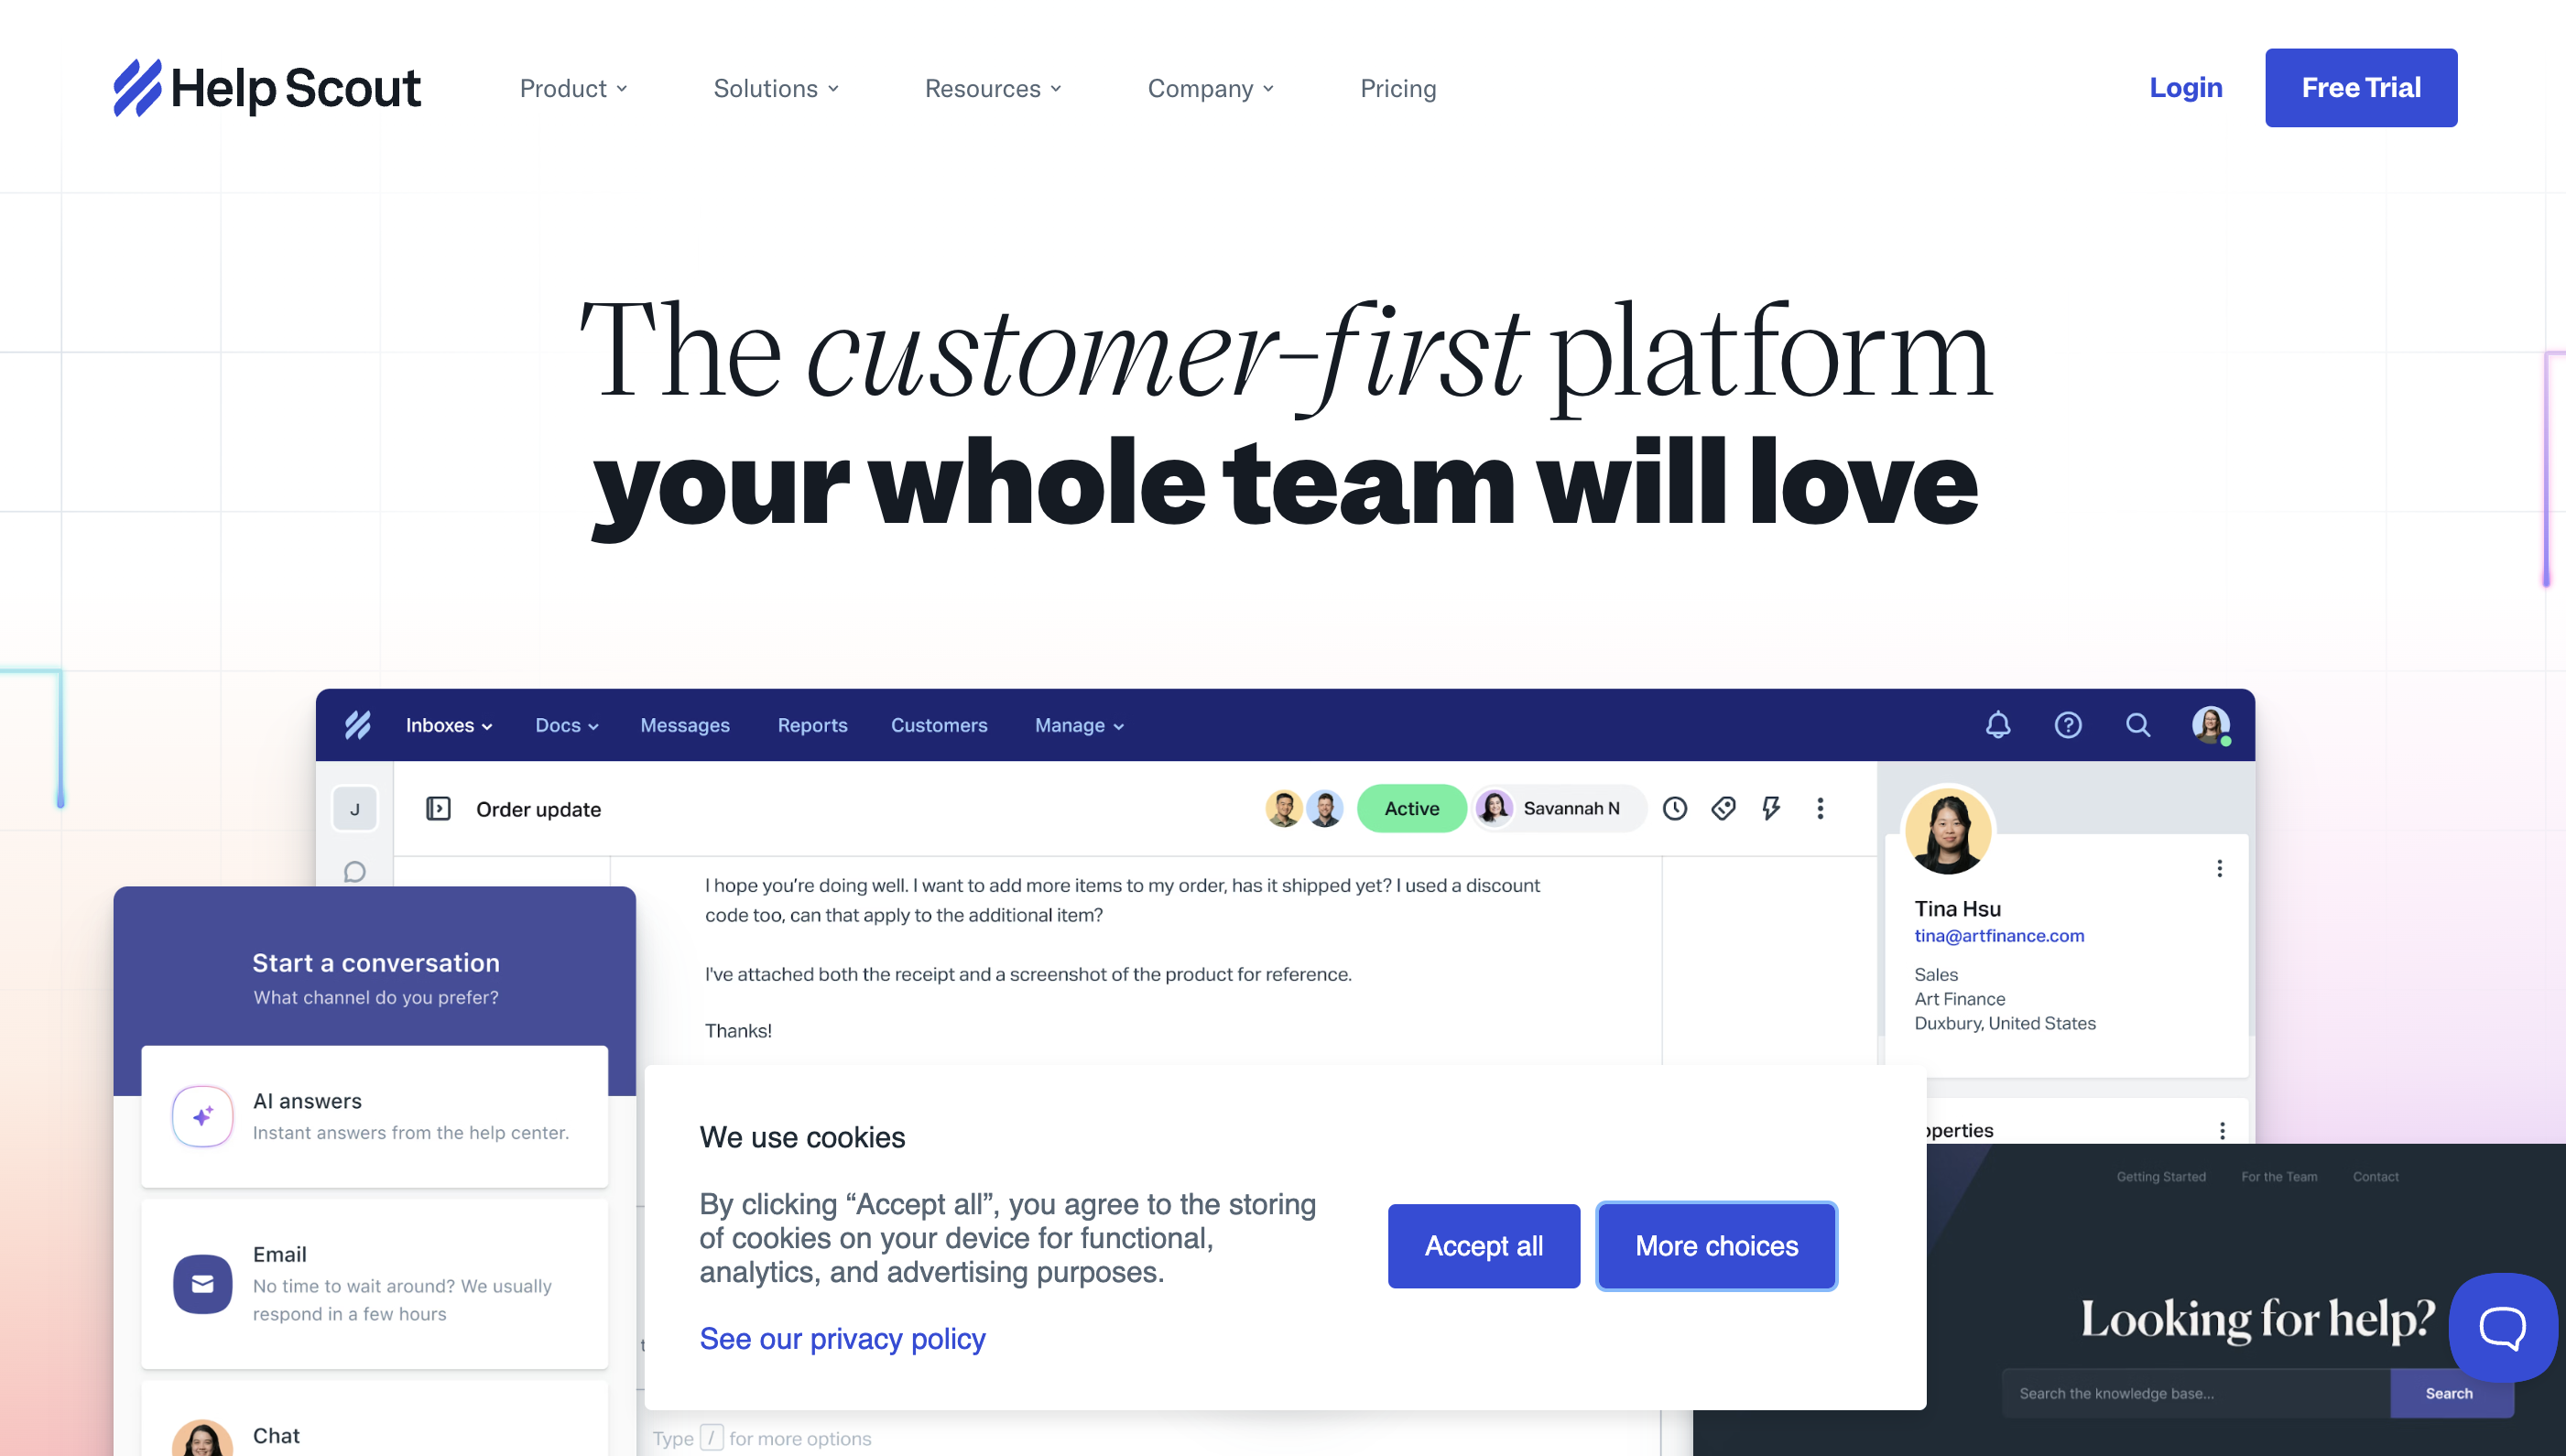 Help Scout
Product
Solutions
Resources
Company
Pricing
Login
Free Trial
The customer-first platform
your whole team will love
Inboxes
Docs
Messages
Reports
Customers
Manage
J
Order update
Active
Savannah N
I hope you’re doing well. I want to add more items to my order, has it shipped yet? I used a discount
code too, can that apply to the additional item?
I've attached both the receipt and a screenshot of the product for reference.
Thanks!
Tina Hsu
tina@artfinance.com
Sales
Art Finance
Duxbury, United States
Start a conversation
What channel do you prefer?
AI answers
Instant answers from the help center.
Email
No time to wait around? We usually
respond in a few hours
Chat
We use cookies
By clicking “Accept all”, you agree to the storing
of cookies on your device for functional,
analytics, and advertising purposes.
See our privacy policy
Accept all
More choices
Type / for more options
Getting Started
For the Team
Contact
Looking for help?
Search the knowledge base...
Search